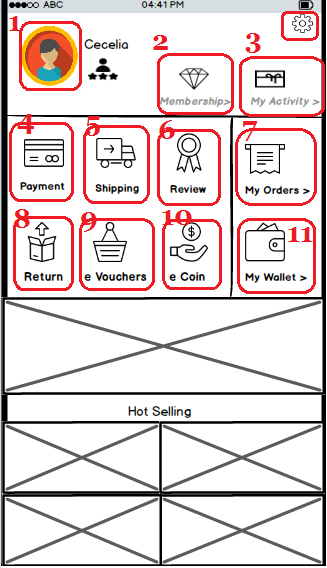 ABC 04:41 PM
1
Cecelia
2
3
Membership>
My Activity >
4
5
6
7
Payment
Shipping
Review
My Orders >
8
9
10
11
Return
e Vouchers
e Coin
My Wallet >
Hot Selling